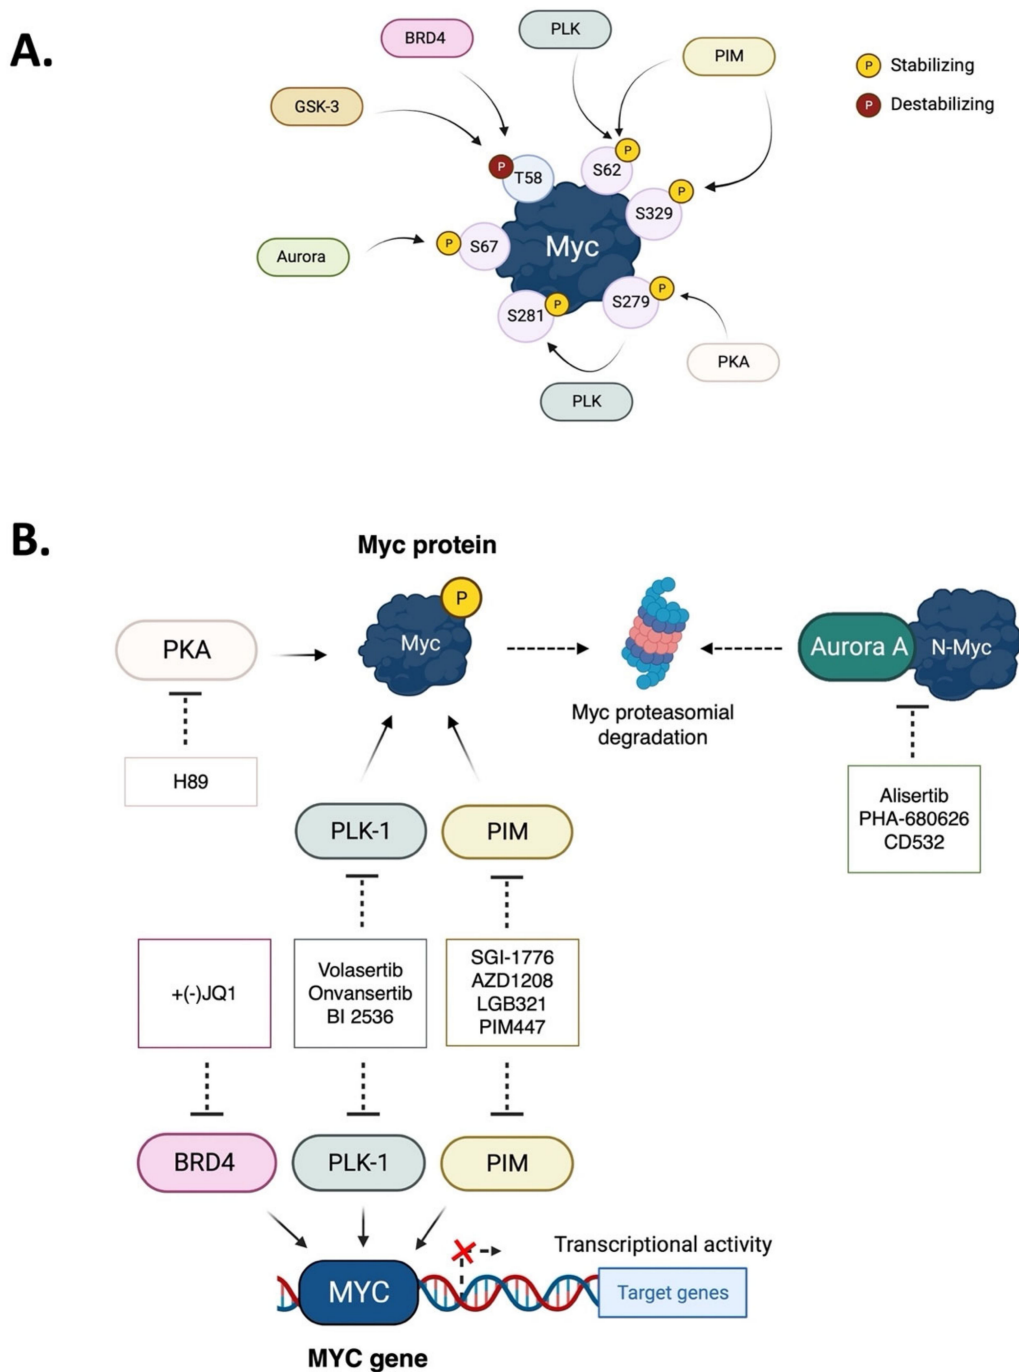 A.
BRD4
PLK
PIM
P Stabilizing
P Destabilizing
GSK-3
P
T58
P
S62
P
S329
Aurora
P
S67
Myc
P
S281
P
S279
PKA
PLK
B.
Myc protein
P
Myc
PKA
Aurora A
N-Myc
Myc proteasomial
degradation
H89
Alisertib
PHA-680626
CD532
PLK-1
PIM
+(-)JQ1
Volasertib
Onvansertib
BI 2536
SGI-1776
AZD1208
LGB321
PIM447
BRD4
PLK-1
PIM
Transcriptional activity
MYC
Target genes
MYC gene